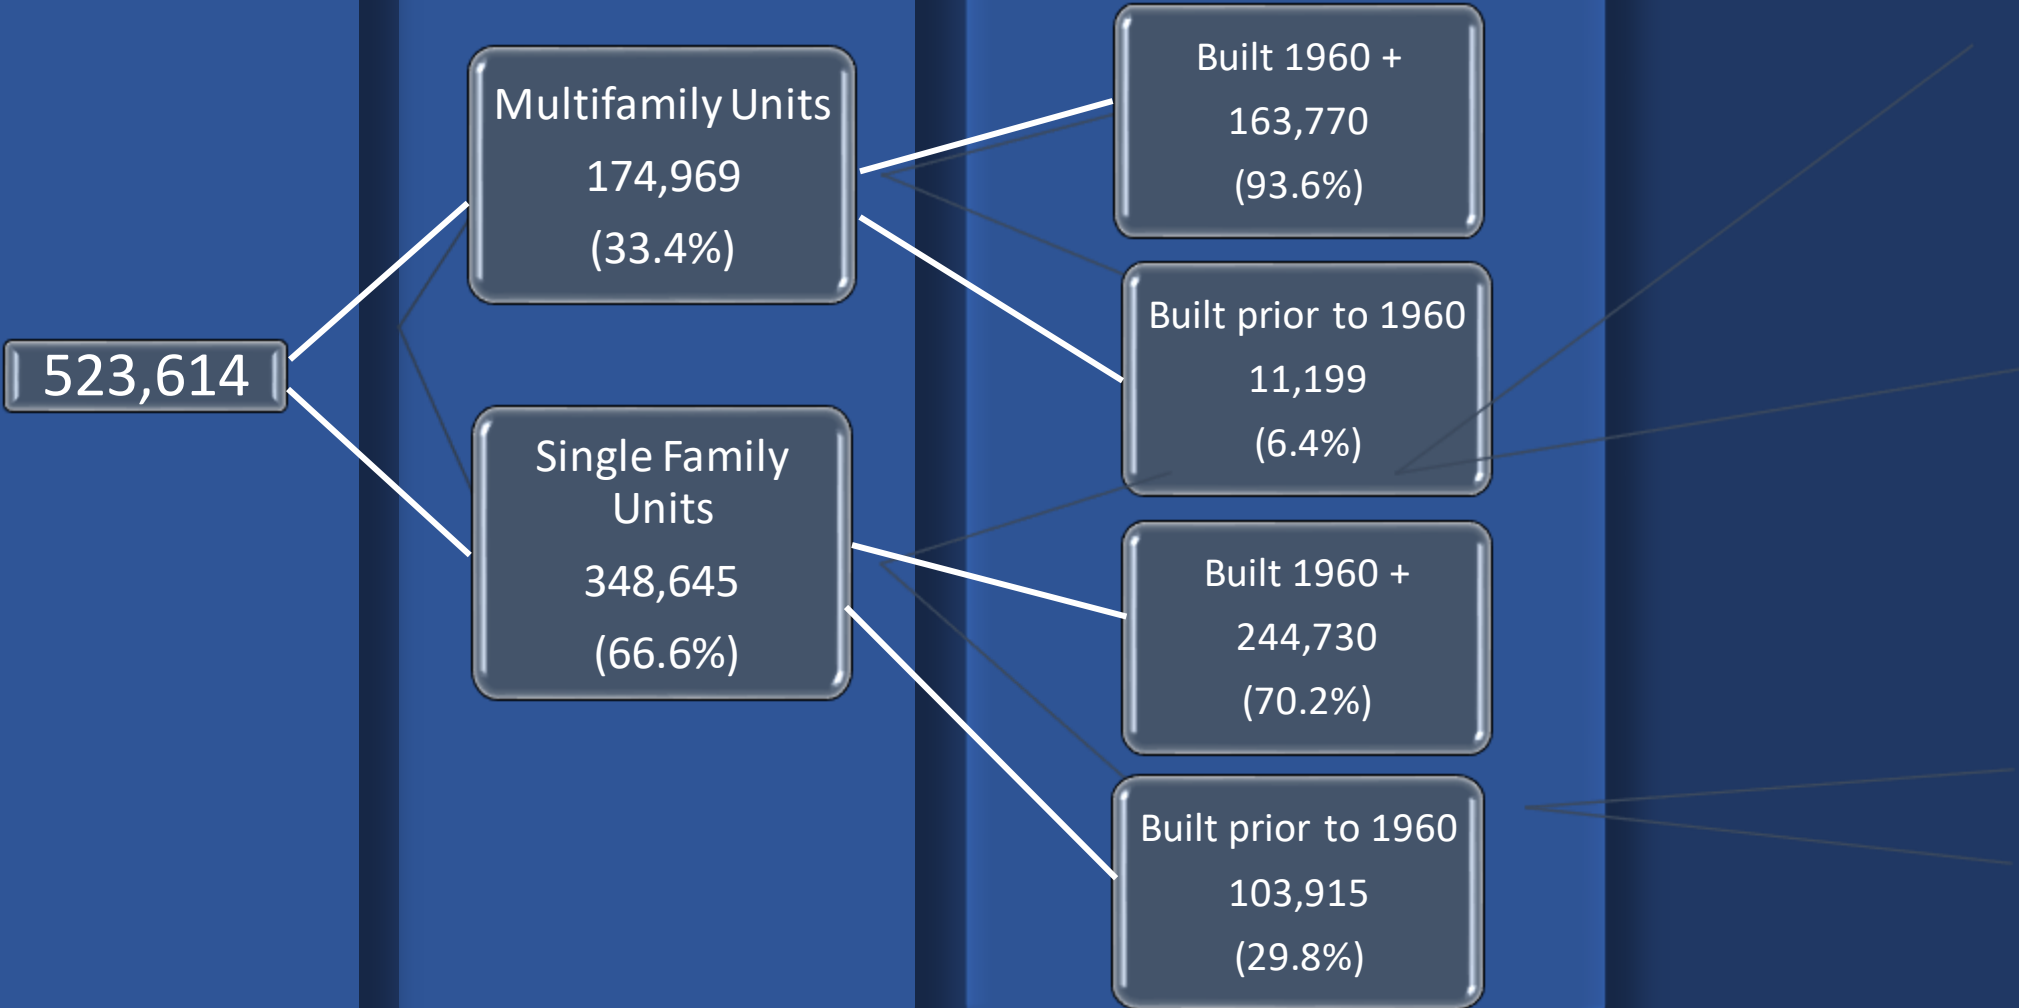 523,614
Multifamily Units
174,969
(33.4%)
Single Family
Units
348,645
(66.6%)
Built 1960 +
163,770
(93.6%)
Built prior to 1960
11,199
(6.4%)
Built 1960 +
244,730
(70.2%)
Built prior to 1960
103,915
(29.8%)